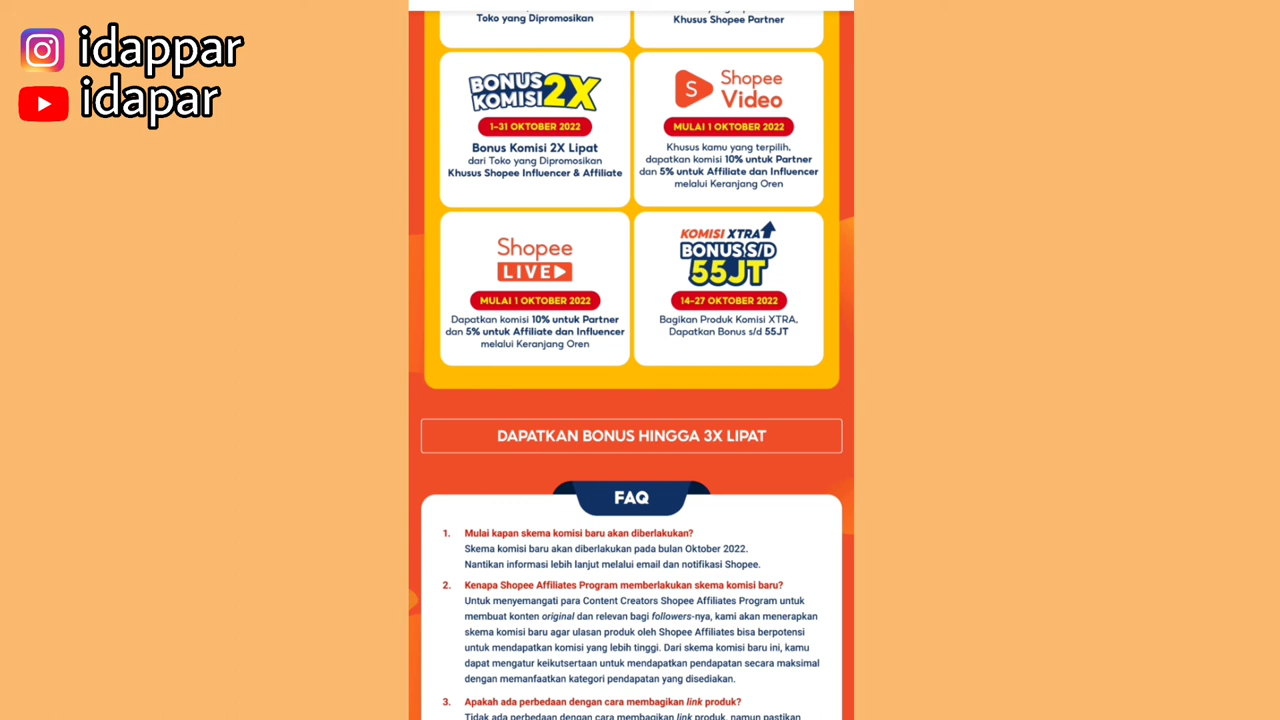 idappar
idapar
Toko yang Dipromosikan
Khusus Shopee Partner
BONUS KOMISI 2X
1-31 OKTOBER 2022
Bonus Komisi 2X Lipat
dari Toko yang Dipromosikan
Khusus Shopee Influencer & Affiliate
Shopee
Video
MULAI 1 OKTOBER 2022
Khusus kamu yang terpilih,
dapatkan komisi 10% untuk Partner
dan 5% untuk Affiliate dan Influencer
melalui Keranjang Oren
Shopee
LIVE
MULAI 1 OKTOBER 2022
Dapatkan komisi 10% untuk Partner
dan 5% untuk Affiliate dan Influencer
melalui Keranjang Oren
KOMISI XTRA
BONUS S/D
55JT
14-27 OKTOBER 2022
Bagikan Produk Komisi XTRA,
Dapatkan Bonus s/d 55JT
DAPATKAN BONUS HINGGA 3X LIPAT
FAQ
1. Mulai kapan skema komisi baru akan diberlakukan?
Skema komisi baru akan diberlakukan pada bulan Oktober 2022.
Nantikan informasi lebih lanjut melalui email dan notifikasi Shopee.
2. Kenapa Shopee Affiliates Program memberlakukan skema komisi baru?
Untuk menyemangati para Content Creators Shopee Affiliates Program untuk
membuat konten original dan relevan bagi followers-nya, kami akan menerapkan
skema komisi baru agar ulasan produk oleh Shopee Affiliates bisa berpotensi
untuk mendapatkan komisi yang lebih tinggi. Dari skema komisi baru ini, kamu
dapat mengatur keikutsertaan untuk mendapatkan pendapatan secara maksimal
dengan memanfaatkan kategori pendapatan yang disediakan.
3. Apakah ada perbedaan dengan cara membagikan link produk?
Tidak ada perbedaan dengan cara membagikan link produk, namun pastikan